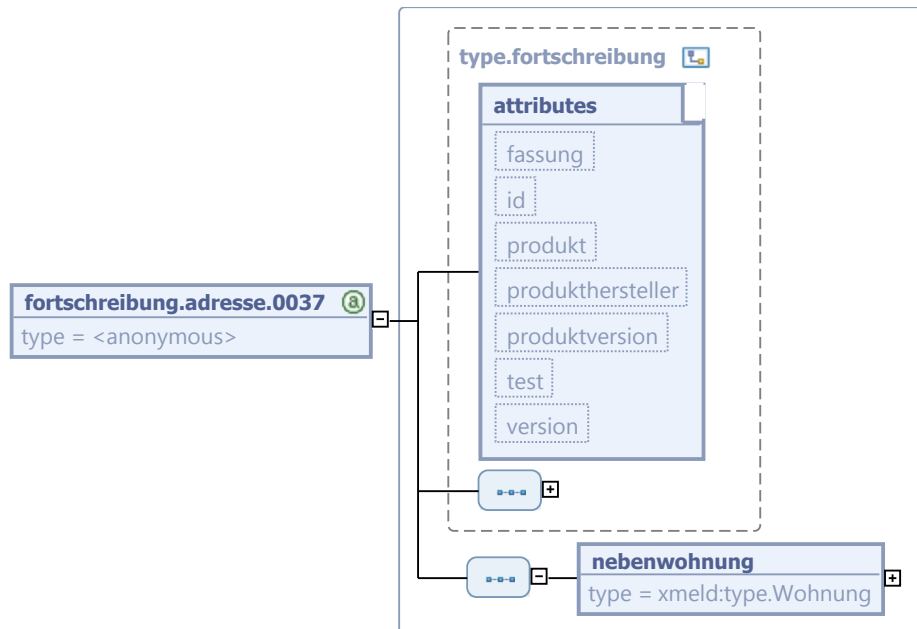 type.fortschreibung
attributes
fassung
id
produkt
produkthersteller
produktversion
test
version
fortschreibung.adresse.0037 a
type = <anonymous>
nebenwohnung
type = xmeld:type.Wohnung